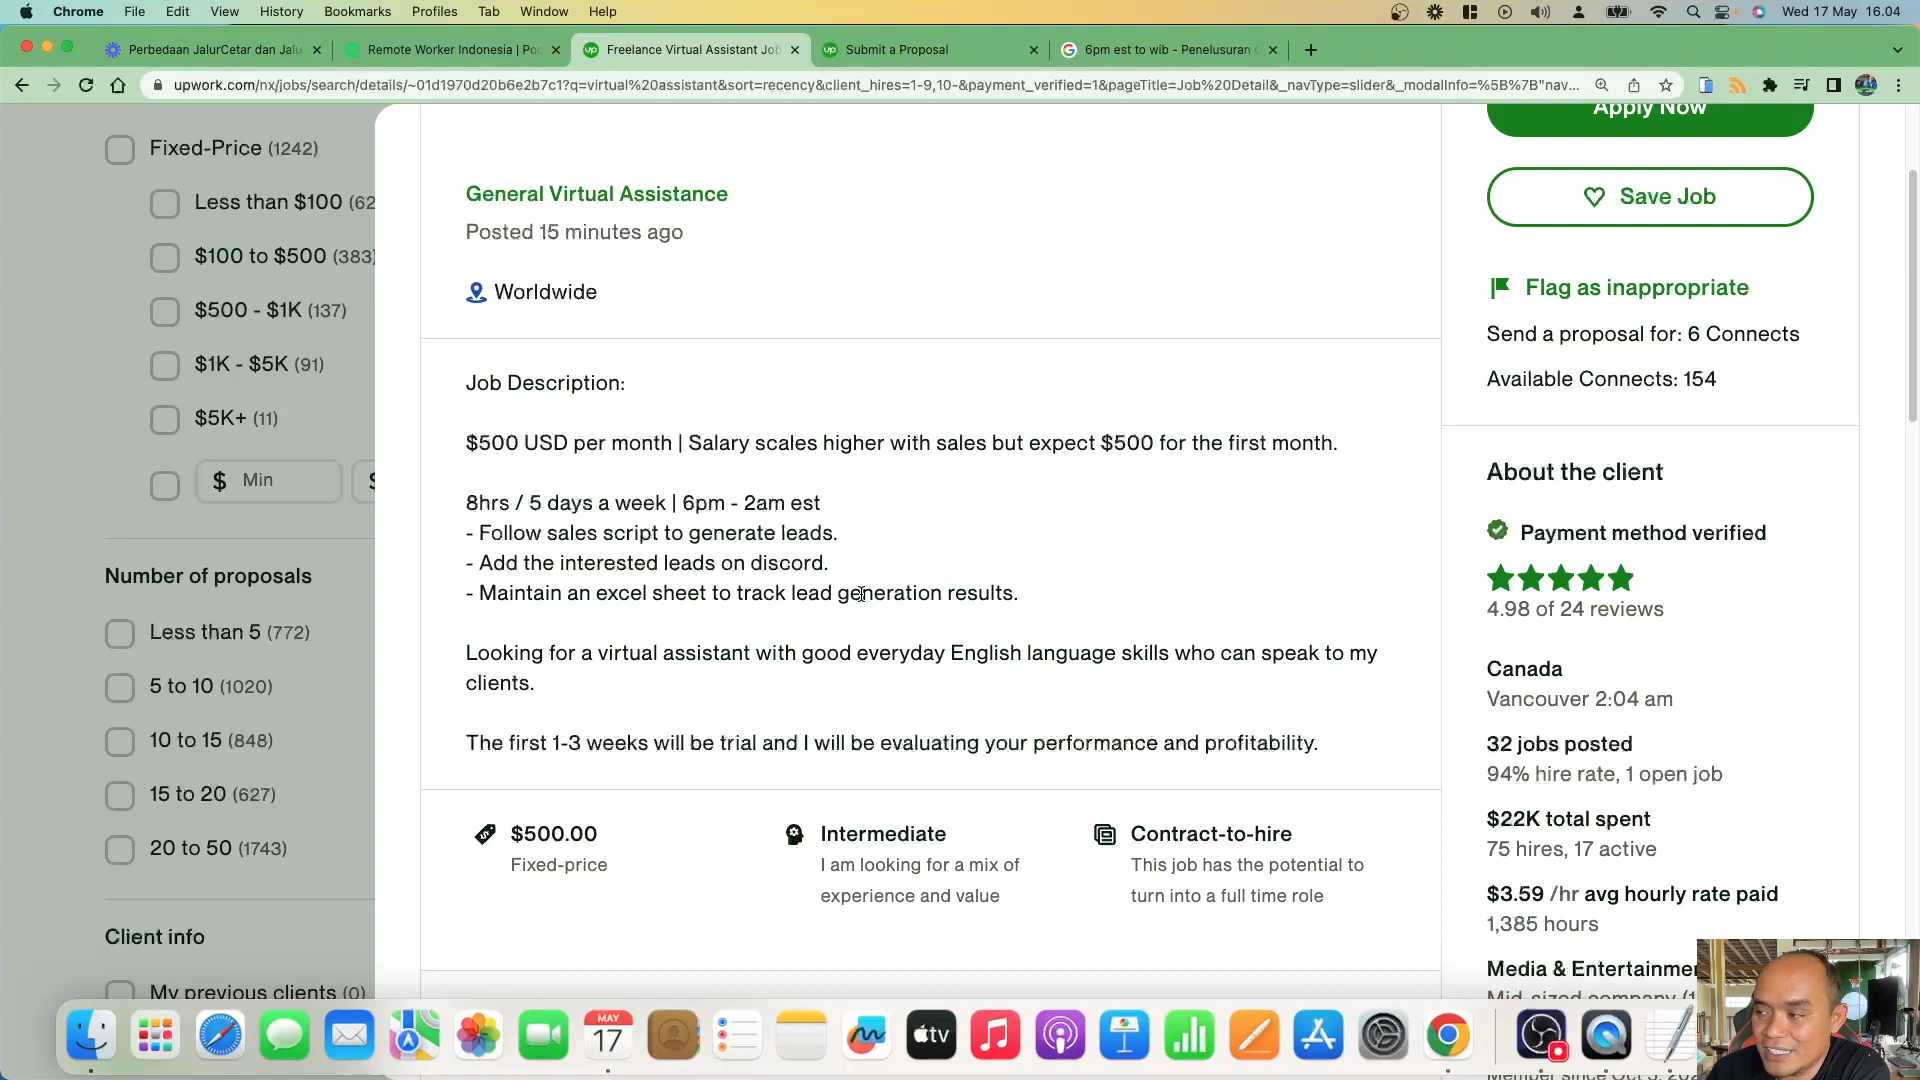 Chrome File Edit View History Bookmarks Profiles Tab Window Help
Wed 17 May 16.04
Perbedaan JalurCetar dan Jalu
Remote Worker Indonesia | Poc
Freelance Virtual Assistant Job
Submit a Proposal
6pm est to wib - Penelusuran G
upwork.com/nx/jobs/search/details/~01d1970d20b6e2b7c1?q=virtual%20assistant&sort=recency&client_hires=1-9,10-&payment_verified=1&pageTitle=Job%20Detail&_navType=slider&_modalInfo=%5B%7B"nav...
Fixed-Price (1242)
Less than $100 (62
$100 to $500 (383)
$500 - $1K (137)
$1K - $5K (91)
$5K+ (11)
$ Min
$
Number of proposals
Less than 5 (772)
5 to 10 (1020)
10 to 15 (848)
15 to 20 (627)
20 to 50 (1743)
Client info
My previous clients (0)
General Virtual Assistance
Posted 15 minutes ago
Worldwide
Job Description:
$500 USD per month | Salary scales higher with sales but expect $500 for the first month.
8hrs / 5 days a week | 6pm - 2am est
- Follow sales script to generate leads.
- Add the interested leads on discord.
- Maintain an excel sheet to track lead generation results.
Looking for a virtual assistant with good everyday English language skills who can speak to my
clients.
The first 1-3 weeks will be trial and I will be evaluating your performance and profitability.
$500.00
Fixed-price
Intermediate
I am looking for a mix of
experience and value
Contract-to-hire
This job has the potential to
turn into a full time role
Apply Now
Save Job
Flag as inappropriate
Send a proposal for: 6 Connects
Available Connects: 154
About the client
Payment method verified
4.98 of 24 reviews
Canada
Vancouver 2:04 am
32 jobs posted
94% hire rate, 1 open job
$22K total spent
75 hires, 17 active
$3.59 /hr avg hourly rate paid
1,385 hours
Media & Entertainmen
Mid-sized company (1
MAY
17
tv